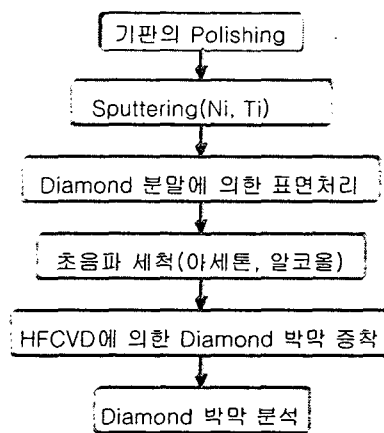 기판의 Polishing
Sputtering(Ni, Ti)
Diamond 분말에 의한 표면처리
초음파 세척(아세톤, 알코올)
HFCVD에 의한 Diamond 박막 증착
Diamond 박막 분석